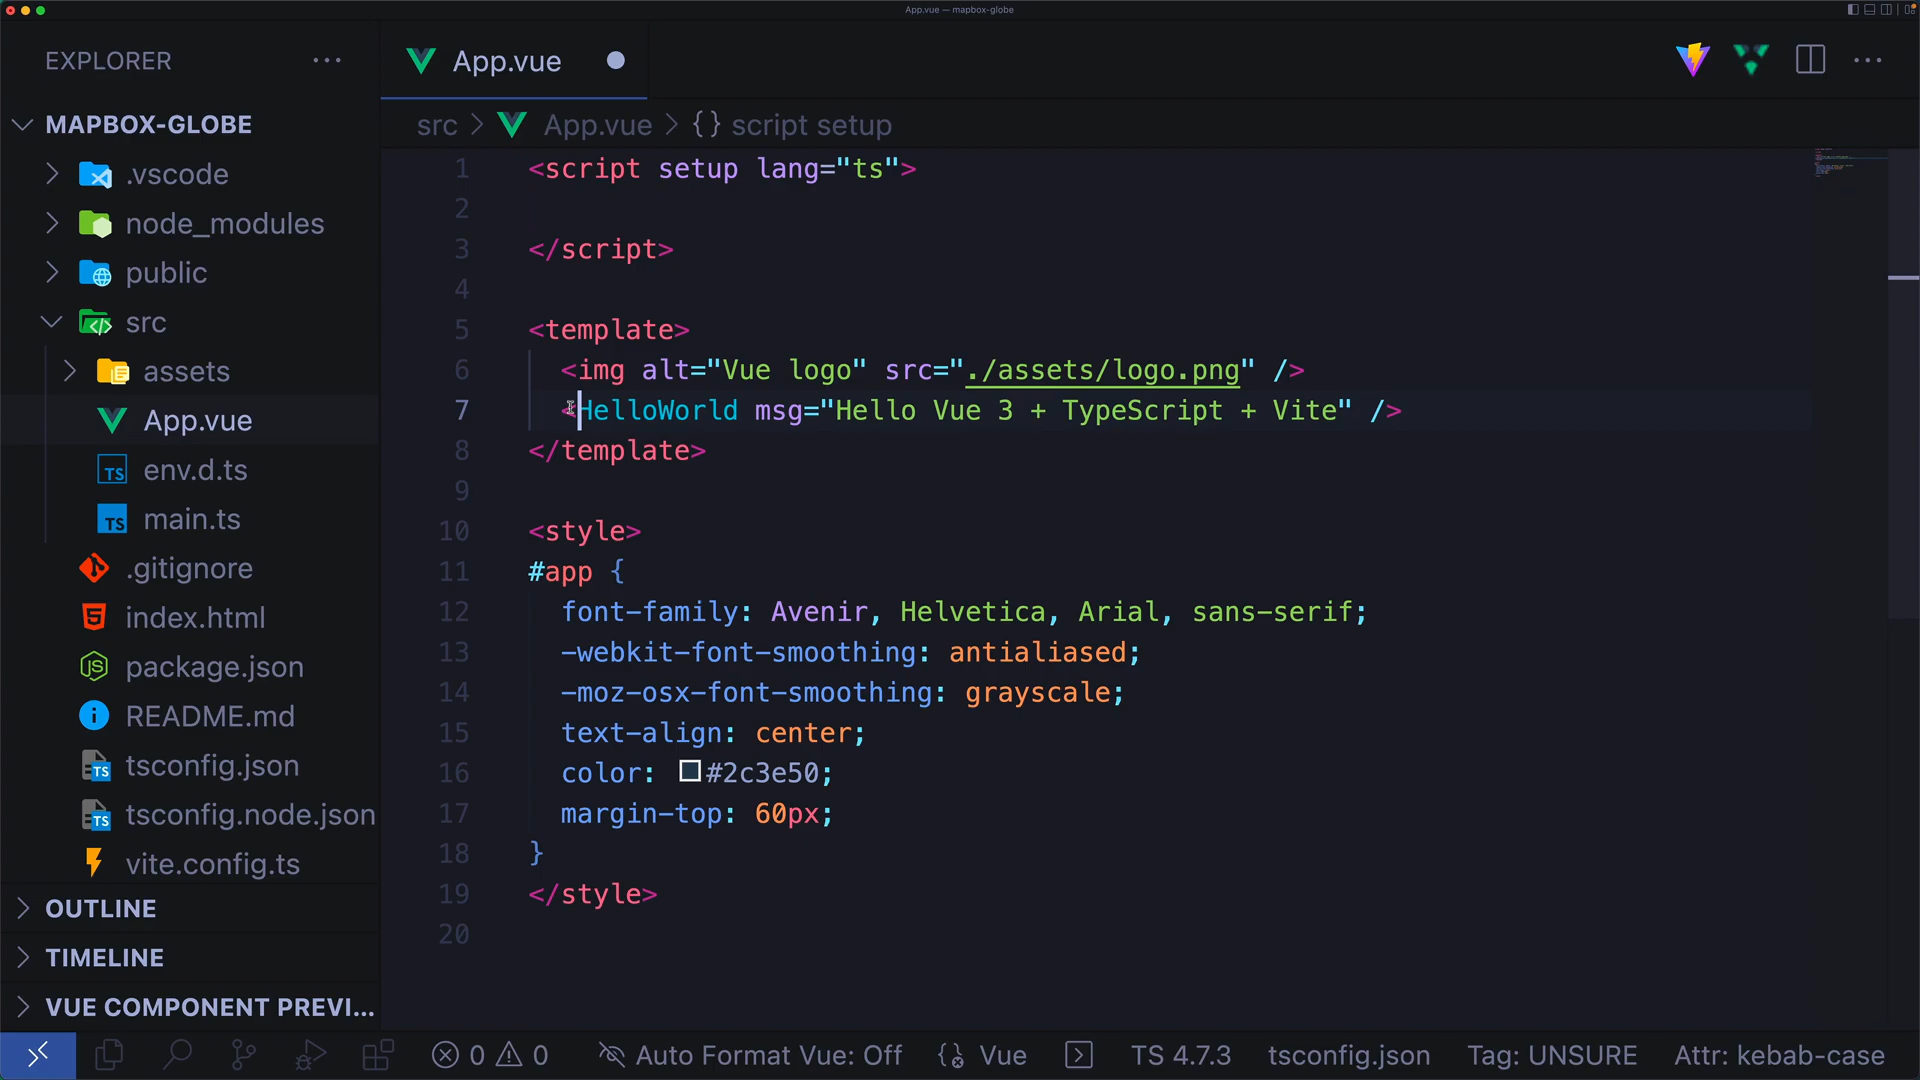 App.vue — mapbox-globe
EXPLORER
MAPBOX-GLOBE
.vscode
node_modules
public
src
assets
App.vue
env.d.ts
main.ts
.gitignore
index.html
package.json
README.md
tsconfig.json
tsconfig.node.json
vite.config.ts
OUTLINE
TIMELINE
VUE COMPONENT PREVI...
App.vue
src > App.vue > {} script setup
1 <script setup lang="ts">
2
3 </script>
4
5 <template>
6 <img alt="Vue logo" src="./assets/logo.png" />
7 <HelloWorld msg="Hello Vue 3 + TypeScript + Vite" />
8 </template>
9
10 <style>
11 #app {
12 font-family: Avenir, Helvetica, Arial, sans-serif;
13 -webkit-font-smoothing: antialiased;
14 -moz-osx-font-smoothing: grayscale;
15 text-align: center;
16 color: #2c3e50;
17 margin-top: 60px;
18 }
19 </style>
20
0 0 Auto Format Vue: Off Vue TS 4.7.3 tsconfig.json Tag: UNSURE Attr: kebab-case